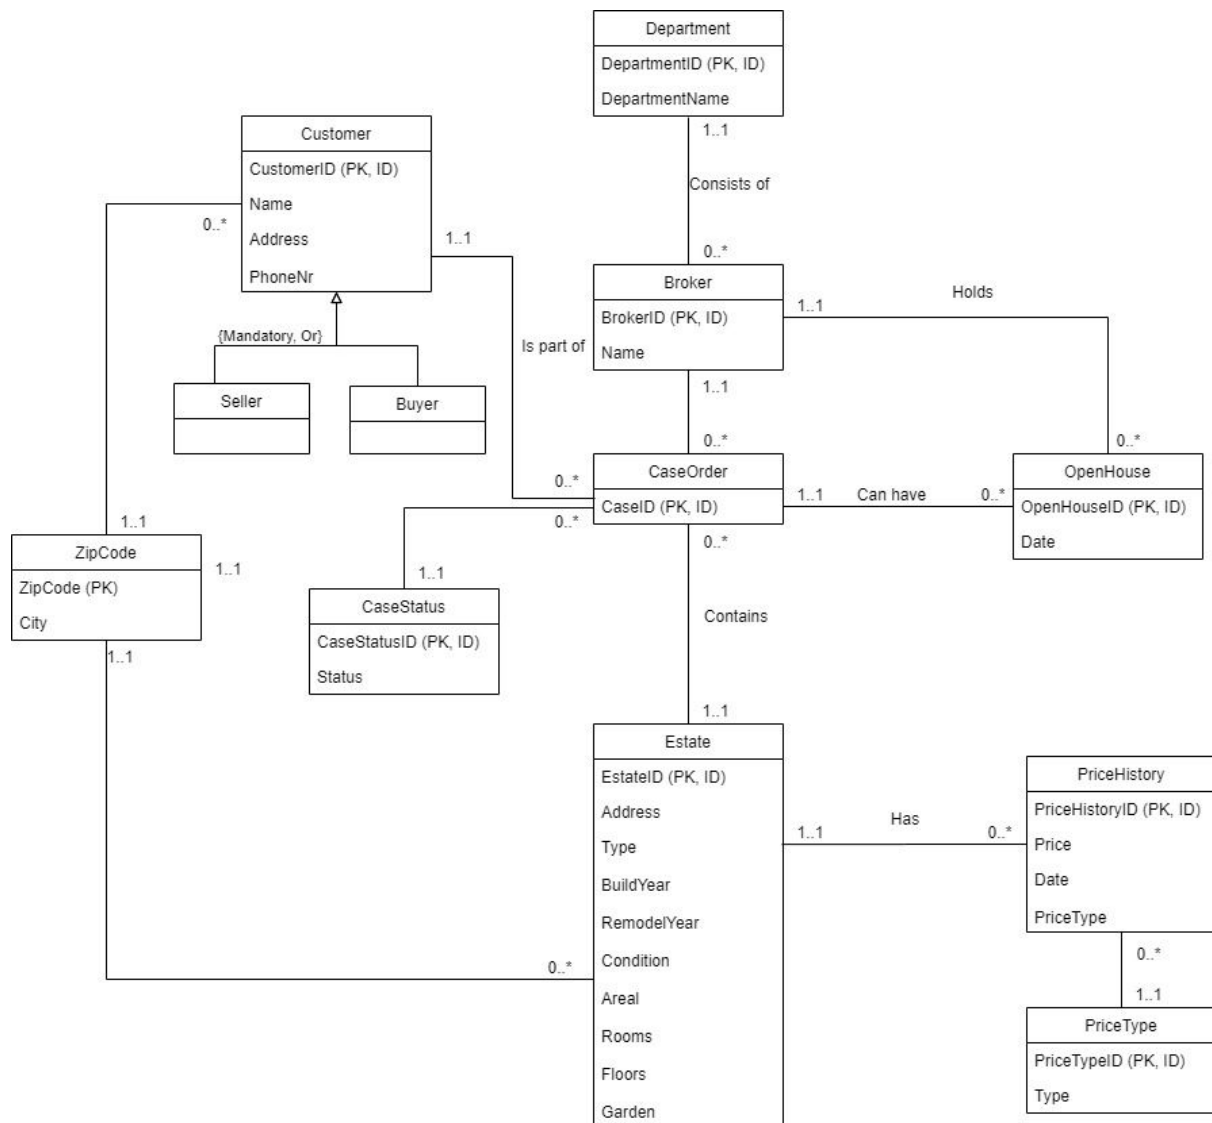 Department
DepartmentID (PK, ID)
DepartmentName
1..1
Consists of
0..*
Customer
CustomerID (PK, ID)
Name
Address
PhoneNr
0..*
1..1
{Mandatory, Or}
Seller
Buyer
Is part of
Broker
BrokerID (PK, ID)
Name
1..1
Holds
1..1
0..*
0..*
CaseOrder
CaseID (PK, ID)
0..*
0..*
1..1
Can have
0..*
OpenHouse
OpenHouseID (PK, ID)
Date
1..1
ZipCode
ZipCode (PK)
City
1..1
1..1
1..1
CaseStatus
CaseStatusID (PK, ID)
Status
0..*
Contains
1..1
Estate
EstateID (PK, ID)
Address
Type
BuildYear
RemodelYear
Condition
Areal
Rooms
Floors
Garden
0..*
1..1
Has
0..*
PriceHistory
PriceHistoryID (PK, ID)
Price
Date
PriceType
0..*
1..1
PriceType
PriceTypeID (PK, ID)
Type